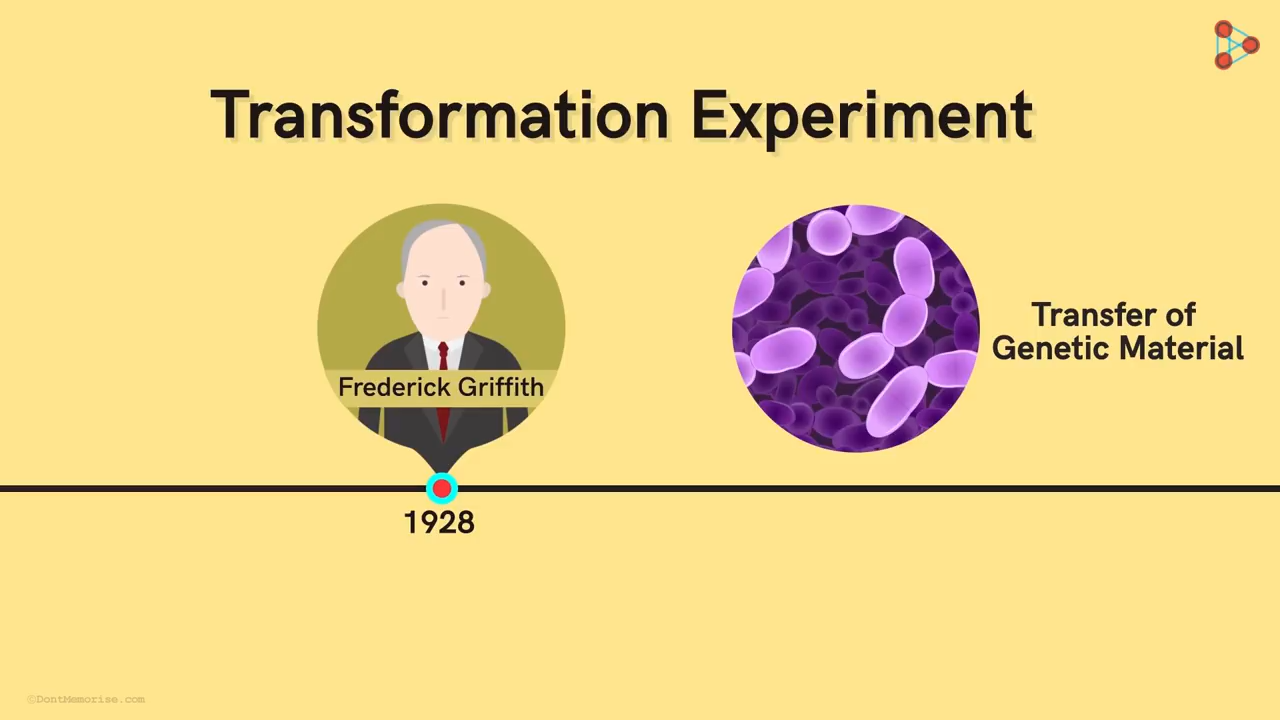 Transformation Experiment
Frederick Griffith
Transfer of
Genetic Material
1928
©DontMemorise.com